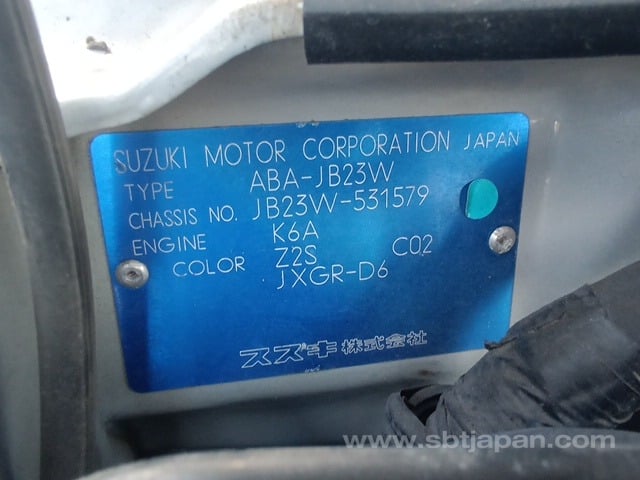 SUZUKI MOTOR CORPORATION JAPAN
TYPE ABA-JB23W
CHASSIS NO. JB23W-531579
ENGINE K6A
COLOR Z2S C02
JXGR-D6
スズキ株式会社
www.sbtjapan.com